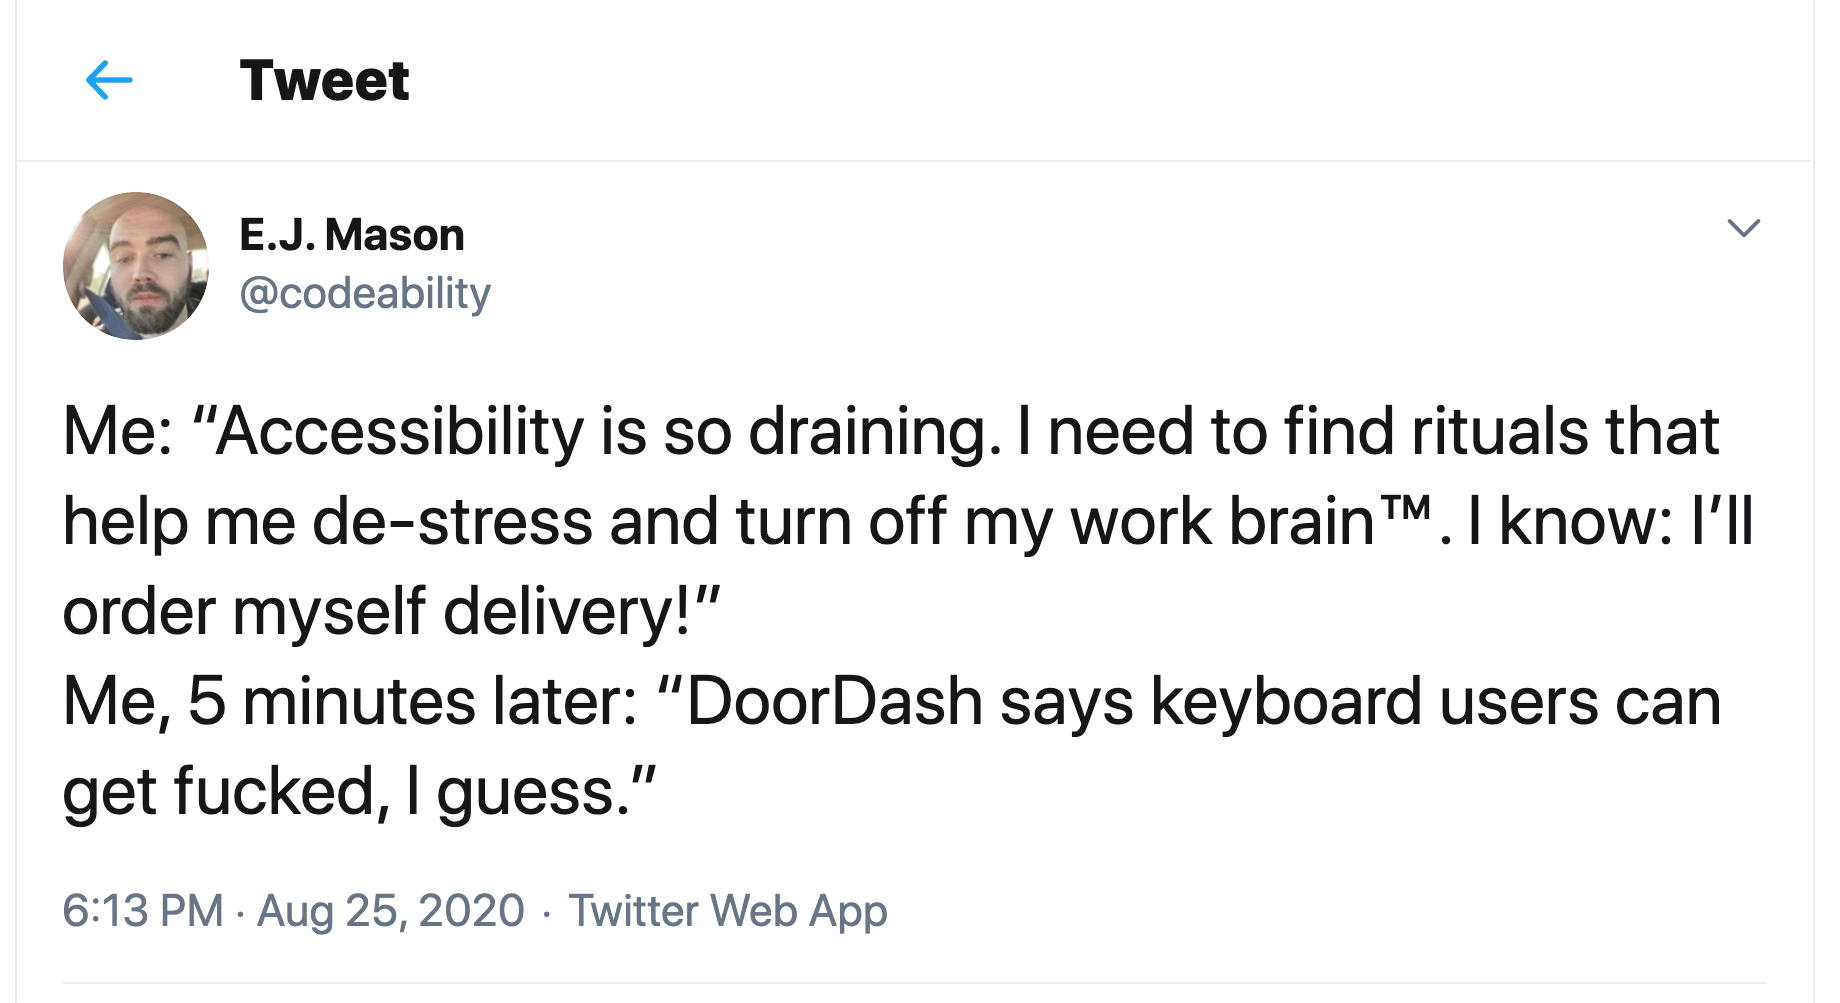 Tweet
E.J. Mason
@codeability
Me: “Accessibility is so draining. I need to find rituals that
help me de-stress and turn off my work brain™. I know: I’ll
order myself delivery!”
Me, 5 minutes later: “DoorDash says keyboard users can
get fucked, I guess.”
6:13 PM · Aug 25, 2020 · Twitter Web App